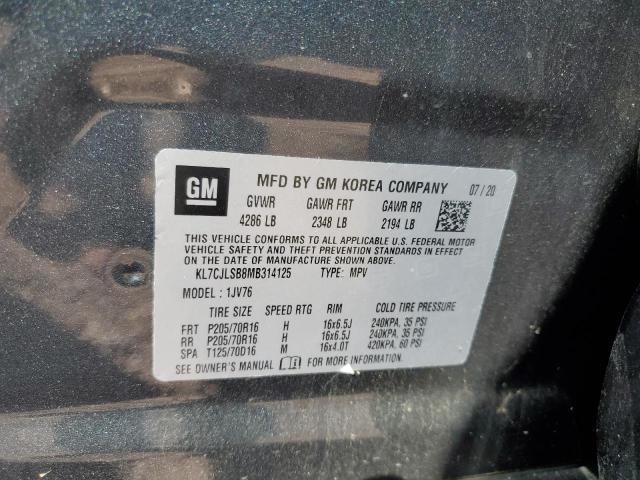 GM MFD BY GM KOREA COMPANY 07/20
GVWR GAWR FRT GAWR RR
4286 LB 2348 LB 2194 LB
THIS VEHICLE CONFORMS TO ALL APPLICABLE U.S. FEDERAL MOTOR
VEHICLE SAFETY AND THEFT PREVENTION STANDARDS IN EFFECT ON
THE DATE OF MANUFACTURE SHOWN ABOVE.
KL7CJLSB8MB314125 TYPE: MPV
MODEL: 1JV76
TIRE SIZE SPEED RTG RIM COLD TIRE PRESSURE
FRT P205/70R16 H 16x6.5J 240KPA, 35 PSI
RR P205/70R16 H 16x6.5J 240KPA, 35 PSI
SPA T125/70D16 M 16x4.0T 420KPA, 60 PSI
SEE OWNER'S MANUAL FOR MORE INFORMATION.